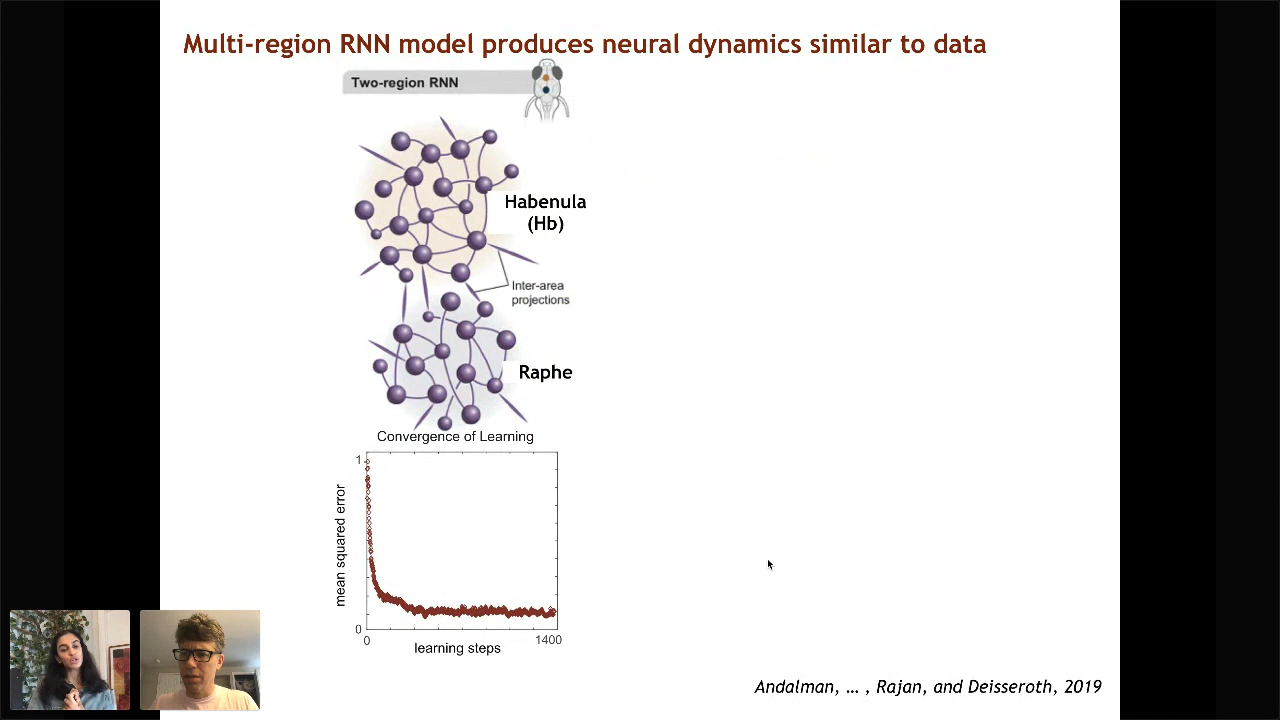 Multi-region RNN model produces neural dynamics similar to data
Two-region RNN
Habenula
(Hb)
Inter-area
projections
Raphe
Convergence of Learning
1
mean squared error
0
0
1400
learning steps
Andalman, … , Rajan, and Deisseroth, 2019